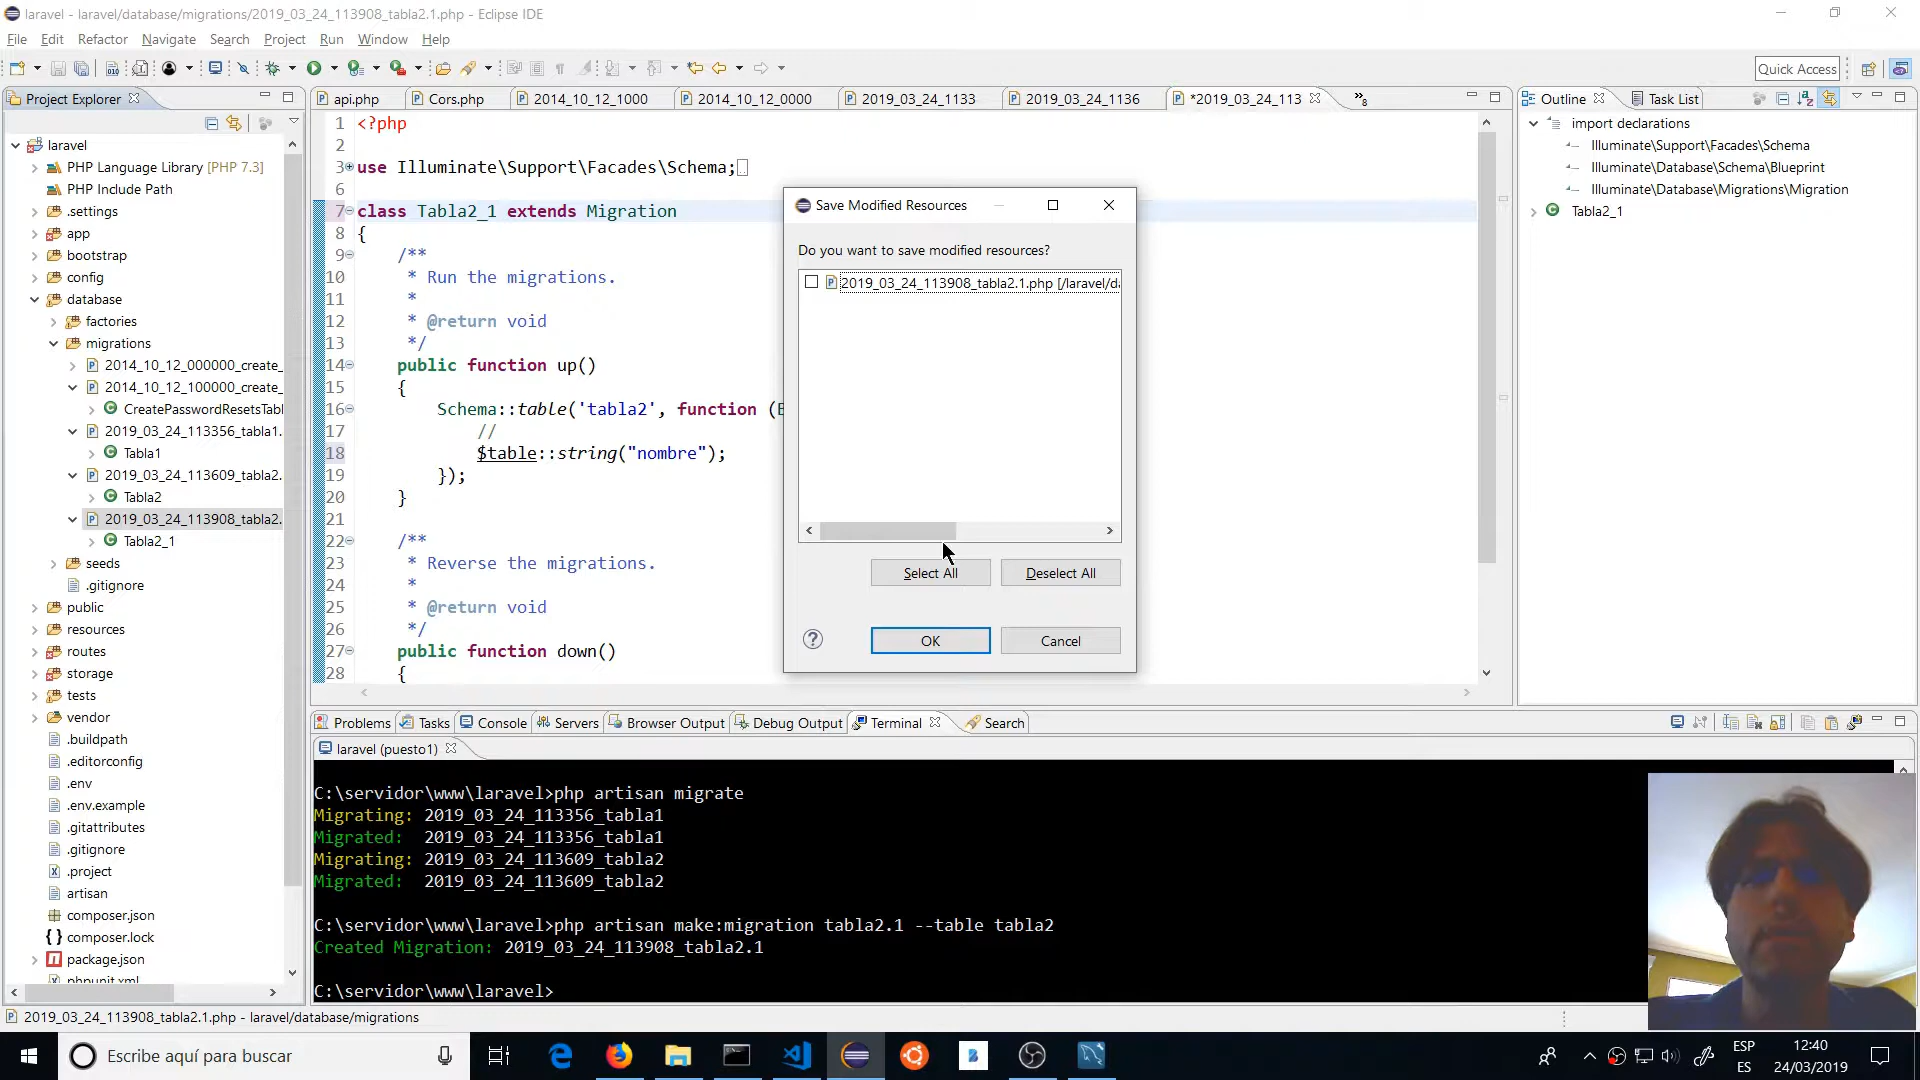 laravel - laravel/database/migrations/2019_03_24_113908_tabla2.1.php - Eclipse IDE
File Edit Refactor Navigate Search Project Run Window Help
Quick Access
Project Explorer
api.php
Cors.php
2014_10_12_1000
2014_10_12_0000
2019_03_24_1133
2019_03_24_1136
*2019_03_24_113
»8
Outline
Task List
laravel
PHP Language Library [PHP 7.3]
PHP Include Path
.settings
app
bootstrap
config
database
factories
migrations
2014_10_12_000000_create_
2014_10_12_100000_create_
CreatePasswordResetsTabl
2019_03_24_113356_tabla1.
Tabla1
2019_03_24_113609_tabla2.
Tabla2
2019_03_24_113908_tabla2.
Tabla2_1
seeds
.gitignore
public
resources
routes
storage
tests
vendor
.buildpath
.editorconfig
.env
.env.example
.gitattributes
.gitignore
.project
artisan
composer.json
composer.lock
package.json
phpunit.xml
1 <?php
2
3 use Illuminate\Support\Facades\Schema;
6
7 class Tabla2_1 extends Migration
8 {
9 /**
10 * Run the migrations.
11 *
12 * @return void
13 */
14 public function up()
15 {
16 Schema::table('tabla2', function (B
17 //
18 $table::string("nombre");
19 });
20 }
21
22 /**
23 * Reverse the migrations.
24 *
25 * @return void
26 */
27 public function down()
28 {
Save Modified Resources
Do you want to save modified resources?
2019_03_24_113908_tabla2.1.php [/laravel/da
Select All
Deselect All
OK
Cancel
import declarations
Illuminate\Support\Facades\Schema
Illuminate\Database\Schema\Blueprint
Illuminate\Database\Migrations\Migration
Tabla2_1
Problems Tasks Console Servers Browser Output Debug Output Terminal Search
laravel (puesto1)
C:\servidor\www\laravel>php artisan migrate
Migrating: 2019_03_24_113356_tabla1
Migrated: 2019_03_24_113356_tabla1
Migrating: 2019_03_24_113609_tabla2
Migrated: 2019_03_24_113609_tabla2
C:\servidor\www\laravel>php artisan make:migration tabla2.1 --table tabla2
Created Migration: 2019_03_24_113908_tabla2.1
C:\servidor\www\laravel>
2019_03_24_113908_tabla2.1.php - laravel/database/migrations
Escribe aquí para buscar
ESP
ES
12:40
24/03/2019